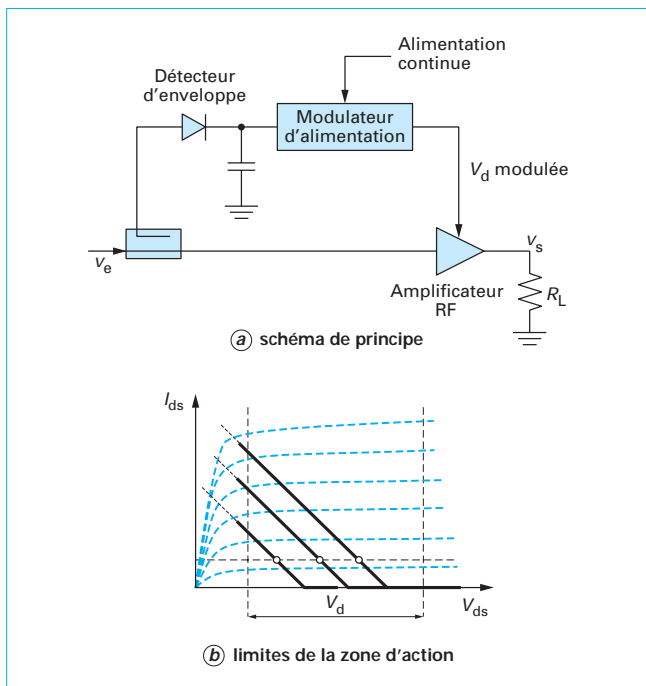 Alimentation
continue
Détecteur
d'enveloppe
Modulateur
d'alimentation
Vd modulée
ve
vs
Amplificateur
RF
RL
a schéma de principe
Ids
Vd
Vds
b limites de la zone d'action